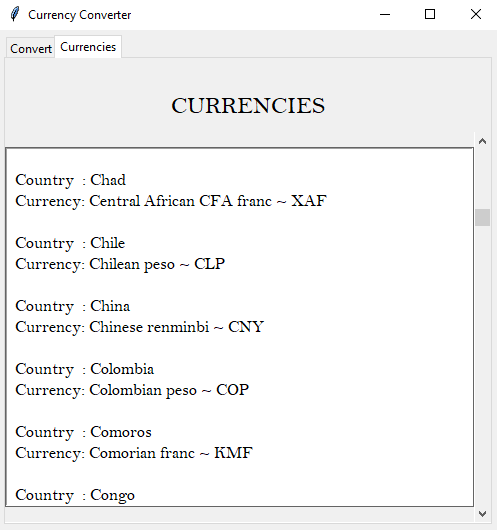 Currency Converter
Convert Currencies
CURRENCIES
Country : Chad
Currency: Central African CFA franc ~ XAF
Country : Chile
Currency: Chilean peso ~ CLP
Country : China
Currency: Chinese renminbi ~ CNY
Country : Colombia
Currency: Colombian peso ~ COP
Country : Comoros
Currency: Comorian franc ~ KMF
Country : Congo